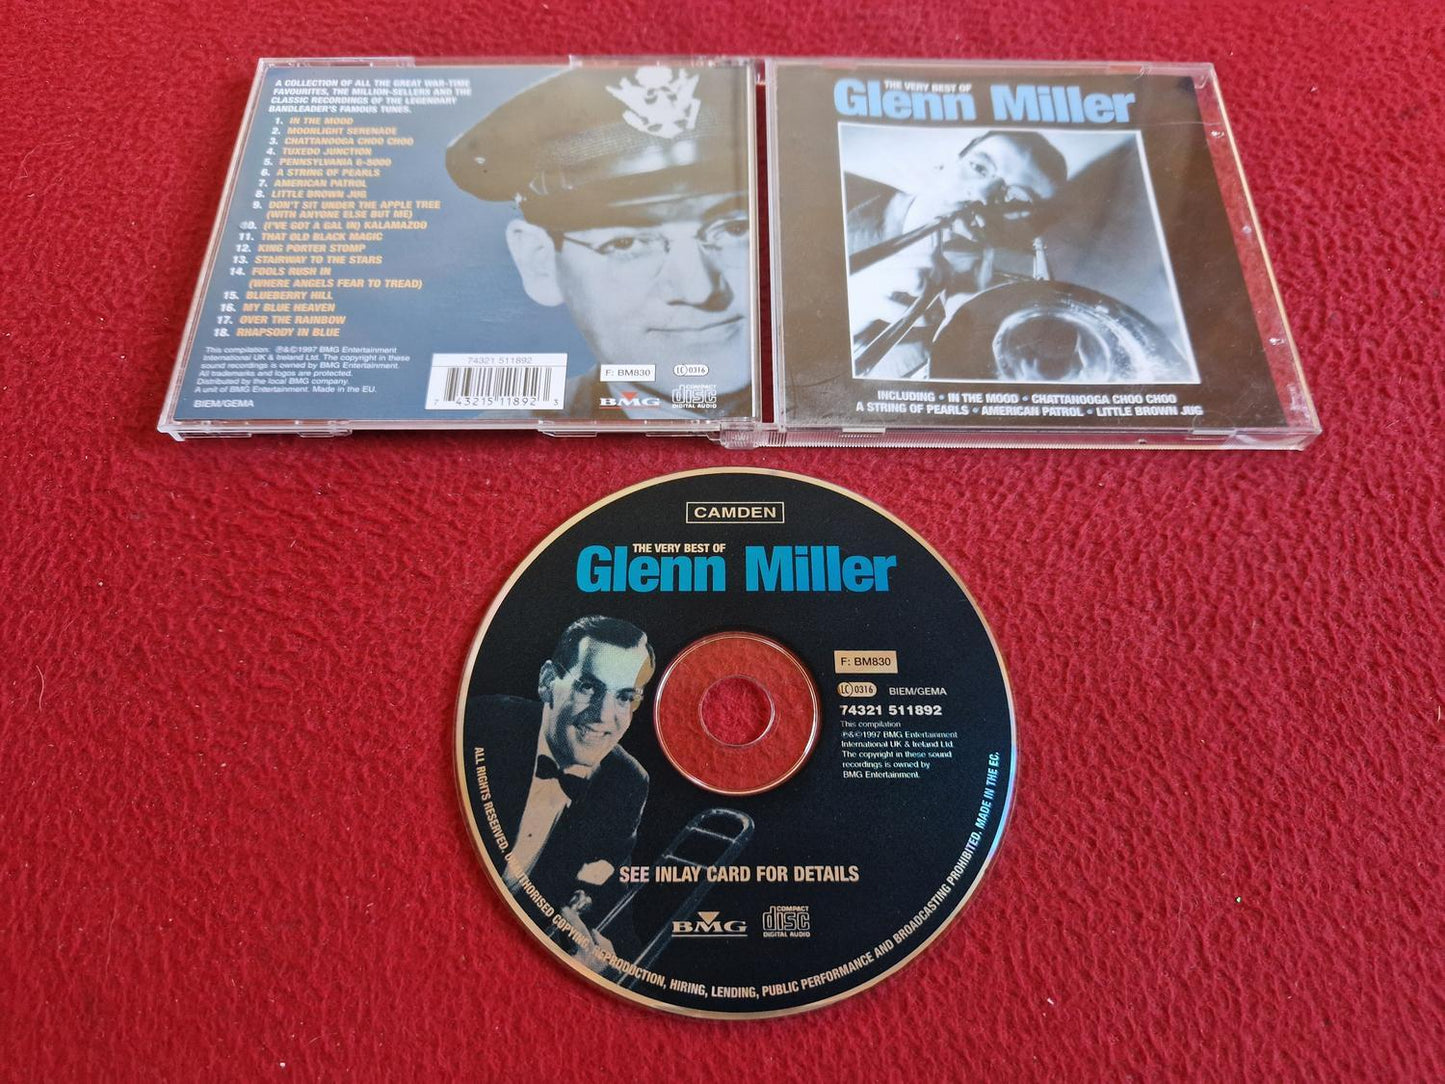 A COLLECTION OF ALL THE GREAT WAR-TIME
FAVOURITES, THE MILLION-SELLERS AND THE
CLASSIC RECORDINGS OF THE LEGENDARY
BANDLEADER'S FAMOUS TUNES.
1. IN THE MOOD
2. MOONLIGHT SERENADE
3. CHATTANOOGA CHOO CHOO
4. TUXEDO JUNCTION
5. PENNSYLVANIA 6-5000
6. A STRING OF PEARLS
7. AMERICAN PATROL
8. LITTLE BROWN JUG
9. DON'T SIT UNDER THE APPLE TREE
(WITH ANYONE ELSE BUT ME)
10. (I'VE GOT A GAL IN) KALAMAZOO
11. THAT OLD BLACK MAGIC
12. KING PORTER STOMP
13. STAIRWAY TO THE STARS
14. FOOLS RUSH IN
(WHERE ANGELS FEAR TO TREAD)
15. BLUEBERRY HILL
16. MY BLUE HEAVEN
17. OVER THE RAINBOW
18. RHAPSODY IN BLUE
This compilation: ℗&©1997 BMG Entertainment
International UK & Ireland Ltd. The copyright in these
sound recordings is owned by BMG Entertainment.
All trademarks and logos are protected.
Distributed by the local BMG company.
A unit of BMG Entertainment. Made in the EU.
BIEM/GEMA
74321 511892
7 43215 11892 3
F: BM830
LC 0316
BMG
COMPACT
disc
DIGITAL AUDIO
THE VERY BEST OF
Glenn Miller
INCLUDING • IN THE MOOD • CHATTANOOGA CHOO CHOO
A STRING OF PEARLS • AMERICAN PATROL • LITTLE BROWN JUG
CAMDEN
THE VERY BEST OF
Glenn Miller
F: BM830
LC 0316 BIEM/GEMA
74321 511892
This compilation
℗&©1997 BMG Entertainment
International UK & Ireland Ltd.
The copyright in these sound
recordings is owned by
BMG Entertainment.
SEE INLAY CARD FOR DETAILS
BMG
COMPACT
disc
DIGITAL AUDIO
ALL RIGHTS RESERVED. UNAUTHORISED COPYING, REPRODUCTION, HIRING, LENDING, PUBLIC PERFORMANCE AND BROADCASTING PROHIBITED. MADE IN THE EC.